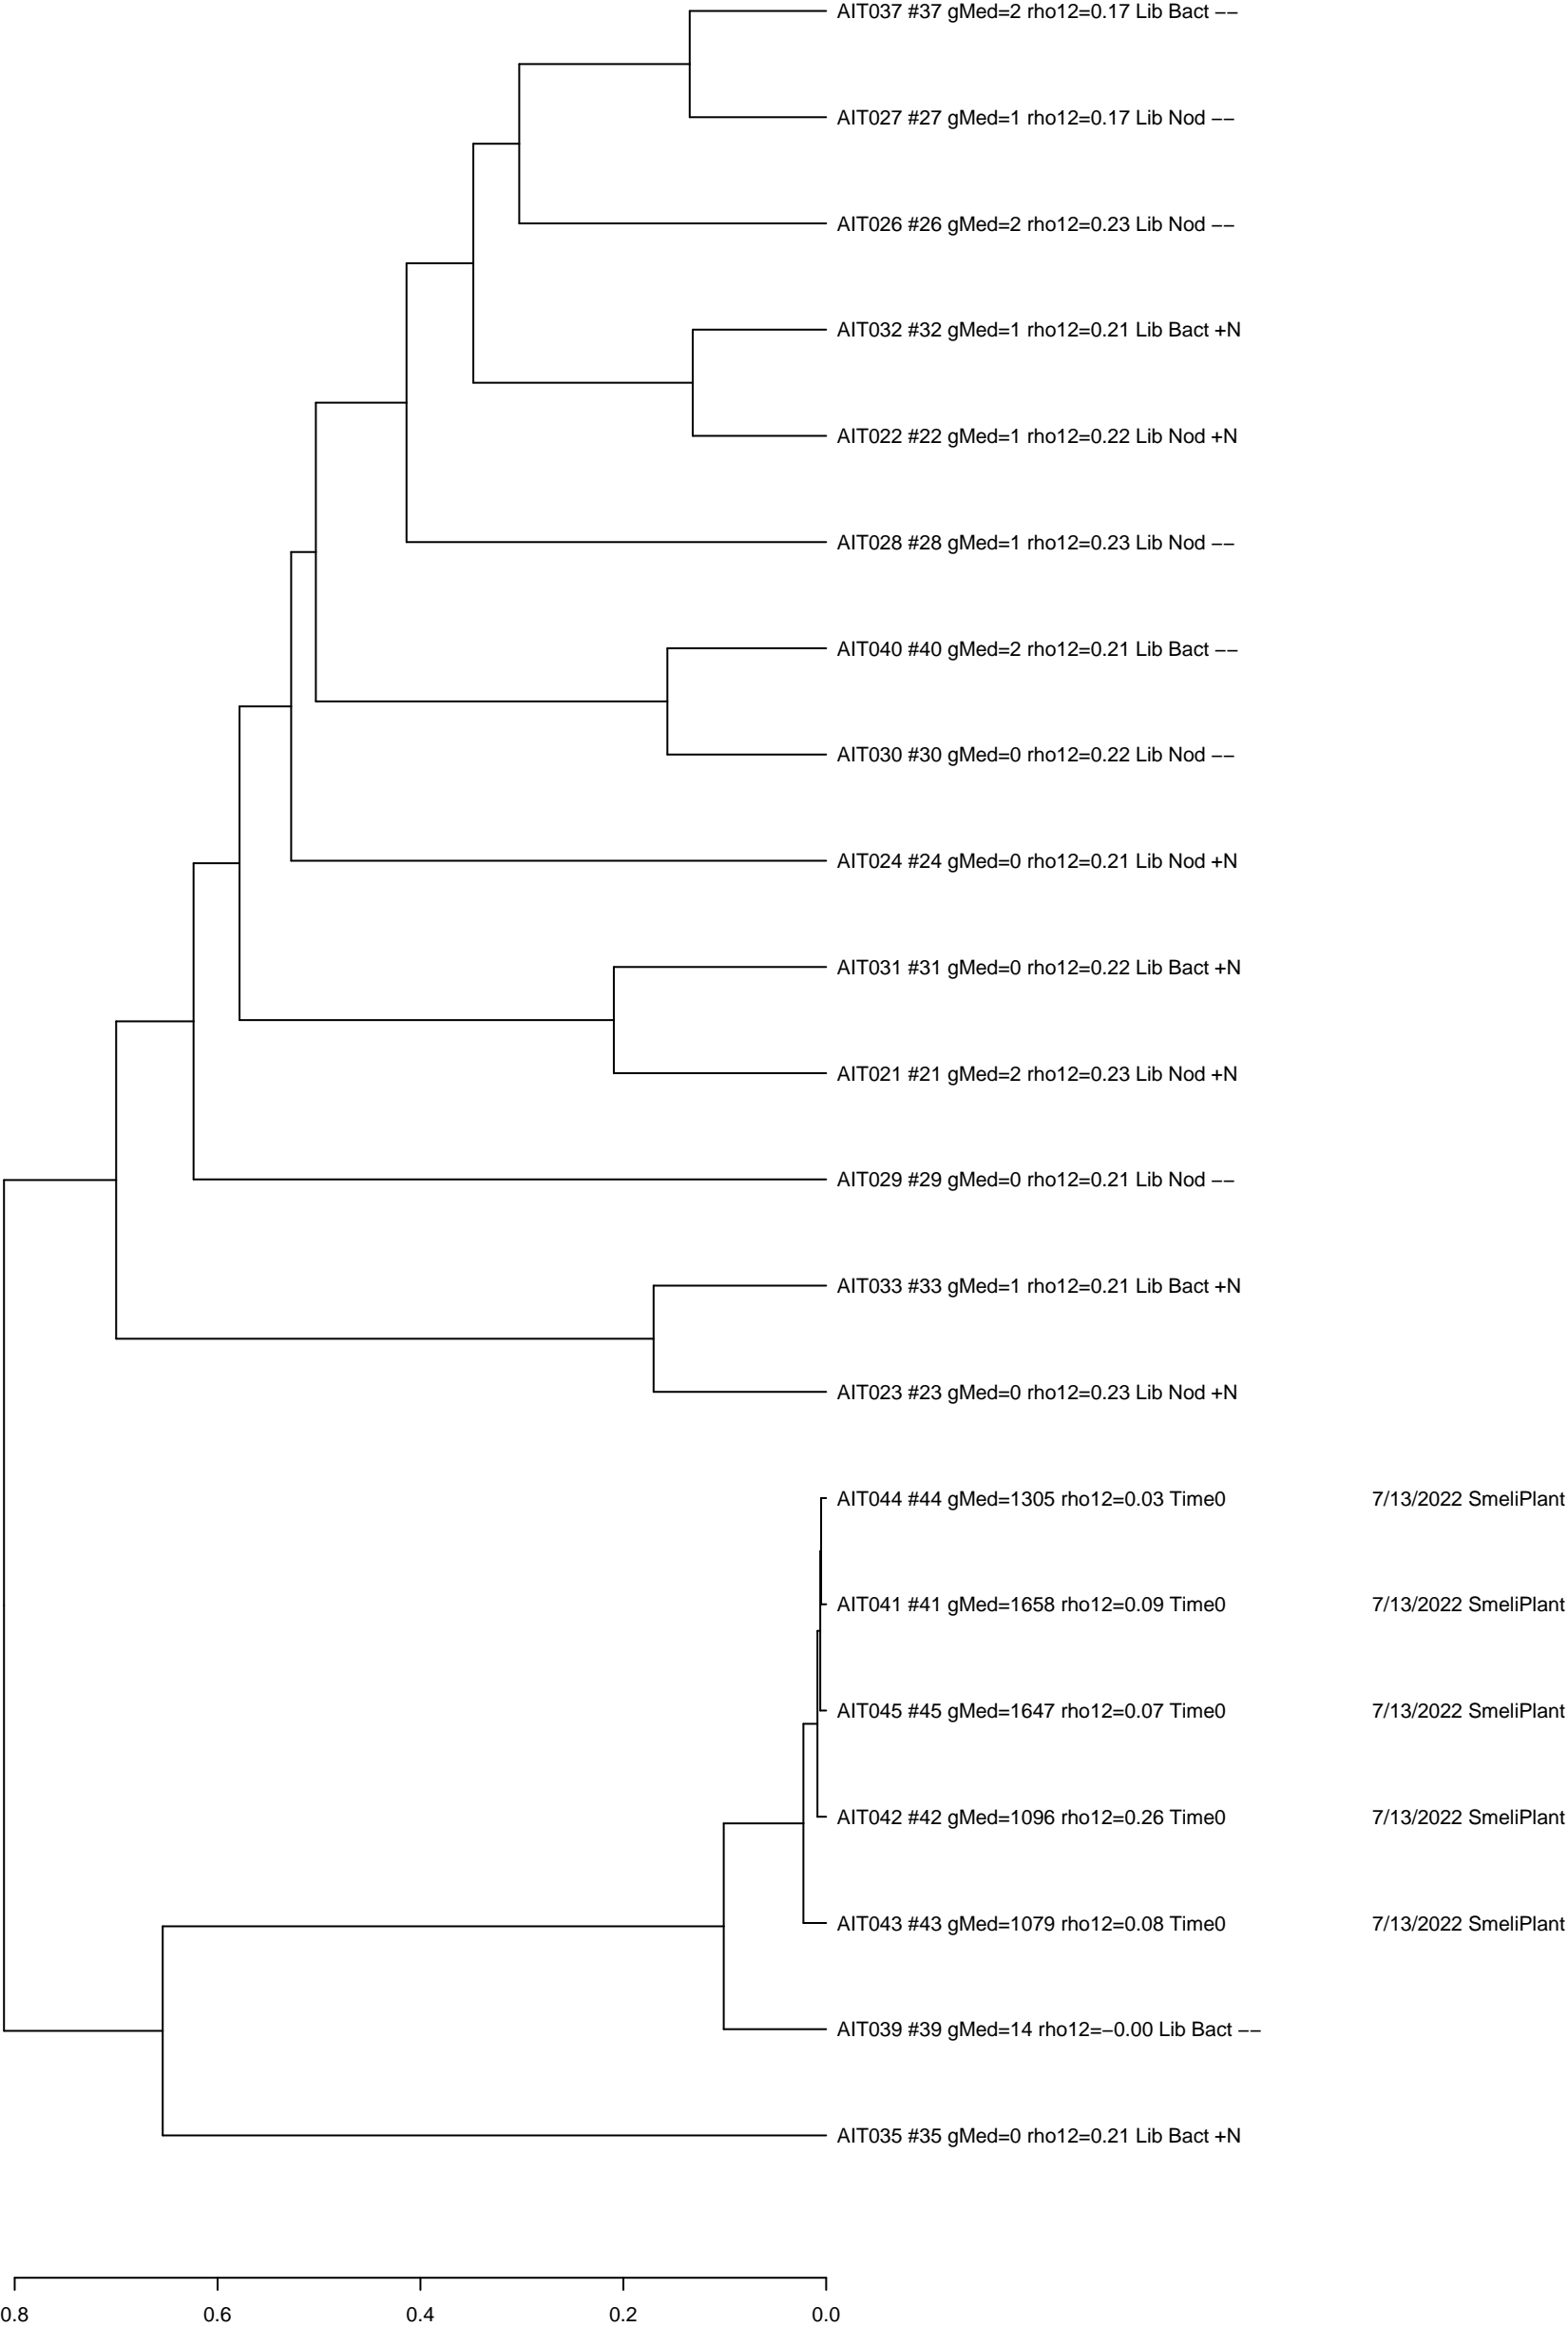 AIT037 #37 gMed=2 rho12=0.17 Lib Bact −−
AIT027 #27 gMed=1 rho12=0.17 Lib Nod −−
AIT026 #26 gMed=2 rho12=0.23 Lib Nod −−
AIT032 #32 gMed=1 rho12=0.21 Lib Bact +N
AIT022 #22 gMed=1 rho12=0.22 Lib Nod +N
AIT028 #28 gMed=1 rho12=0.23 Lib Nod −−
AIT040 #40 gMed=2 rho12=0.21 Lib Bact −−
AIT030 #30 gMed=0 rho12=0.22 Lib Nod −−
AIT024 #24 gMed=0 rho12=0.21 Lib Nod +N
AIT031 #31 gMed=0 rho12=0.22 Lib Bact +N
AIT021 #21 gMed=2 rho12=0.23 Lib Nod +N
AIT029 #29 gMed=0 rho12=0.21 Lib Nod −−
AIT033 #33 gMed=1 rho12=0.21 Lib Bact +N
AIT023 #23 gMed=0 rho12=0.23 Lib Nod +N
AIT044 #44 gMed=1305 rho12=0.03 Time0 7/13/2022 SmeliPlant
AIT041 #41 gMed=1658 rho12=0.09 Time0 7/13/2022 SmeliPlant
AIT045 #45 gMed=1647 rho12=0.07 Time0 7/13/2022 SmeliPlant
AIT042 #42 gMed=1096 rho12=0.26 Time0 7/13/2022 SmeliPlant
AIT043 #43 gMed=1079 rho12=0.08 Time0 7/13/2022 SmeliPlant
AIT039 #39 gMed=14 rho12=−0.00 Lib Bact −−
AIT035 #35 gMed=0 rho12=0.21 Lib Bact +N
0.8 0.6 0.4 0.2 0.0